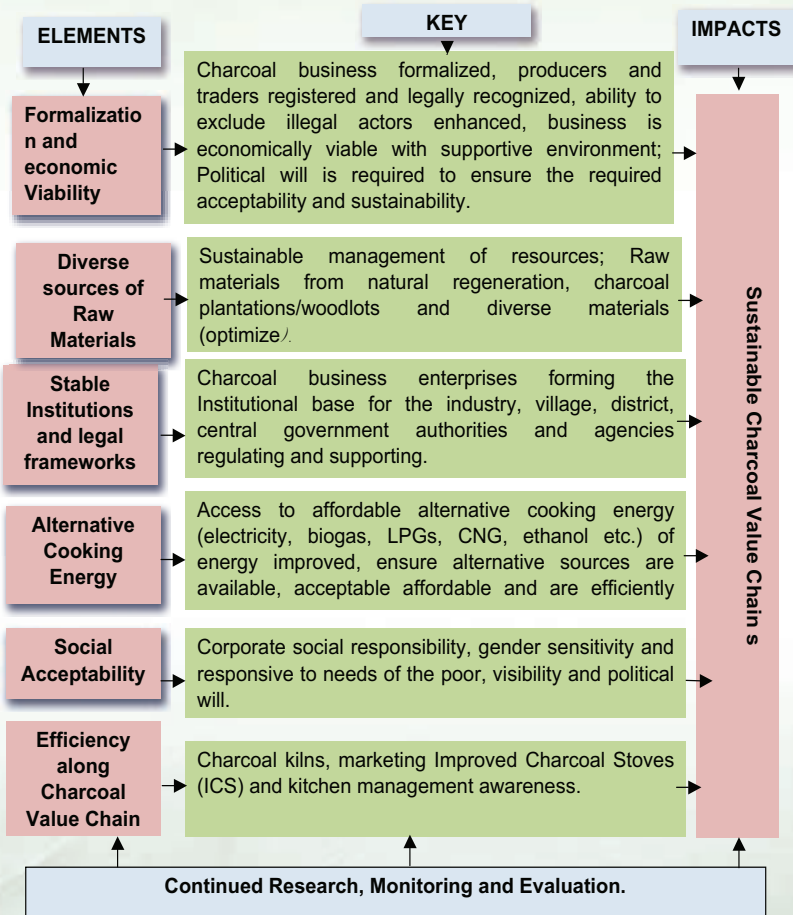 ELEMENTS
KEY
IMPACTS
Formalizatio
n and
economic
Viability
Charcoal business formalized, producers and
traders registered and legally recognized, ability to
exclude illegal actors enhanced, business is
economically viable with supportive environment;
Political will is required to ensure the required
acceptability and sustainability.
Diverse
sources of
Raw
Materials
Sustainable management of resources; Raw
materials from natural regeneration, charcoal
plantations/woodlots and diverse materials
(optimize).
Stable
Institutions
and legal
frameworks
Charcoal business enterprises forming the
Institutional base for the industry, village, district,
central government authorities and agencies
regulating and supporting.
Alternative
Cooking
Energy
Access to affordable alternative cooking energy
(electricity, biogas, LPGs, CNG, ethanol etc.) of
energy improved, ensure alternative sources are
available, acceptable affordable and are efficiently
Social
Acceptability
Corporate social responsibility, gender sensitivity and
responsive to needs of the poor, visibility and political
will.
Efficiency
along
Charcoal
Value Chain
Charcoal kilns, marketing Improved Charcoal Stoves
(ICS) and kitchen management awareness.
Sustainable Charcoal Value Chain s
Continued Research, Monitoring and Evaluation.